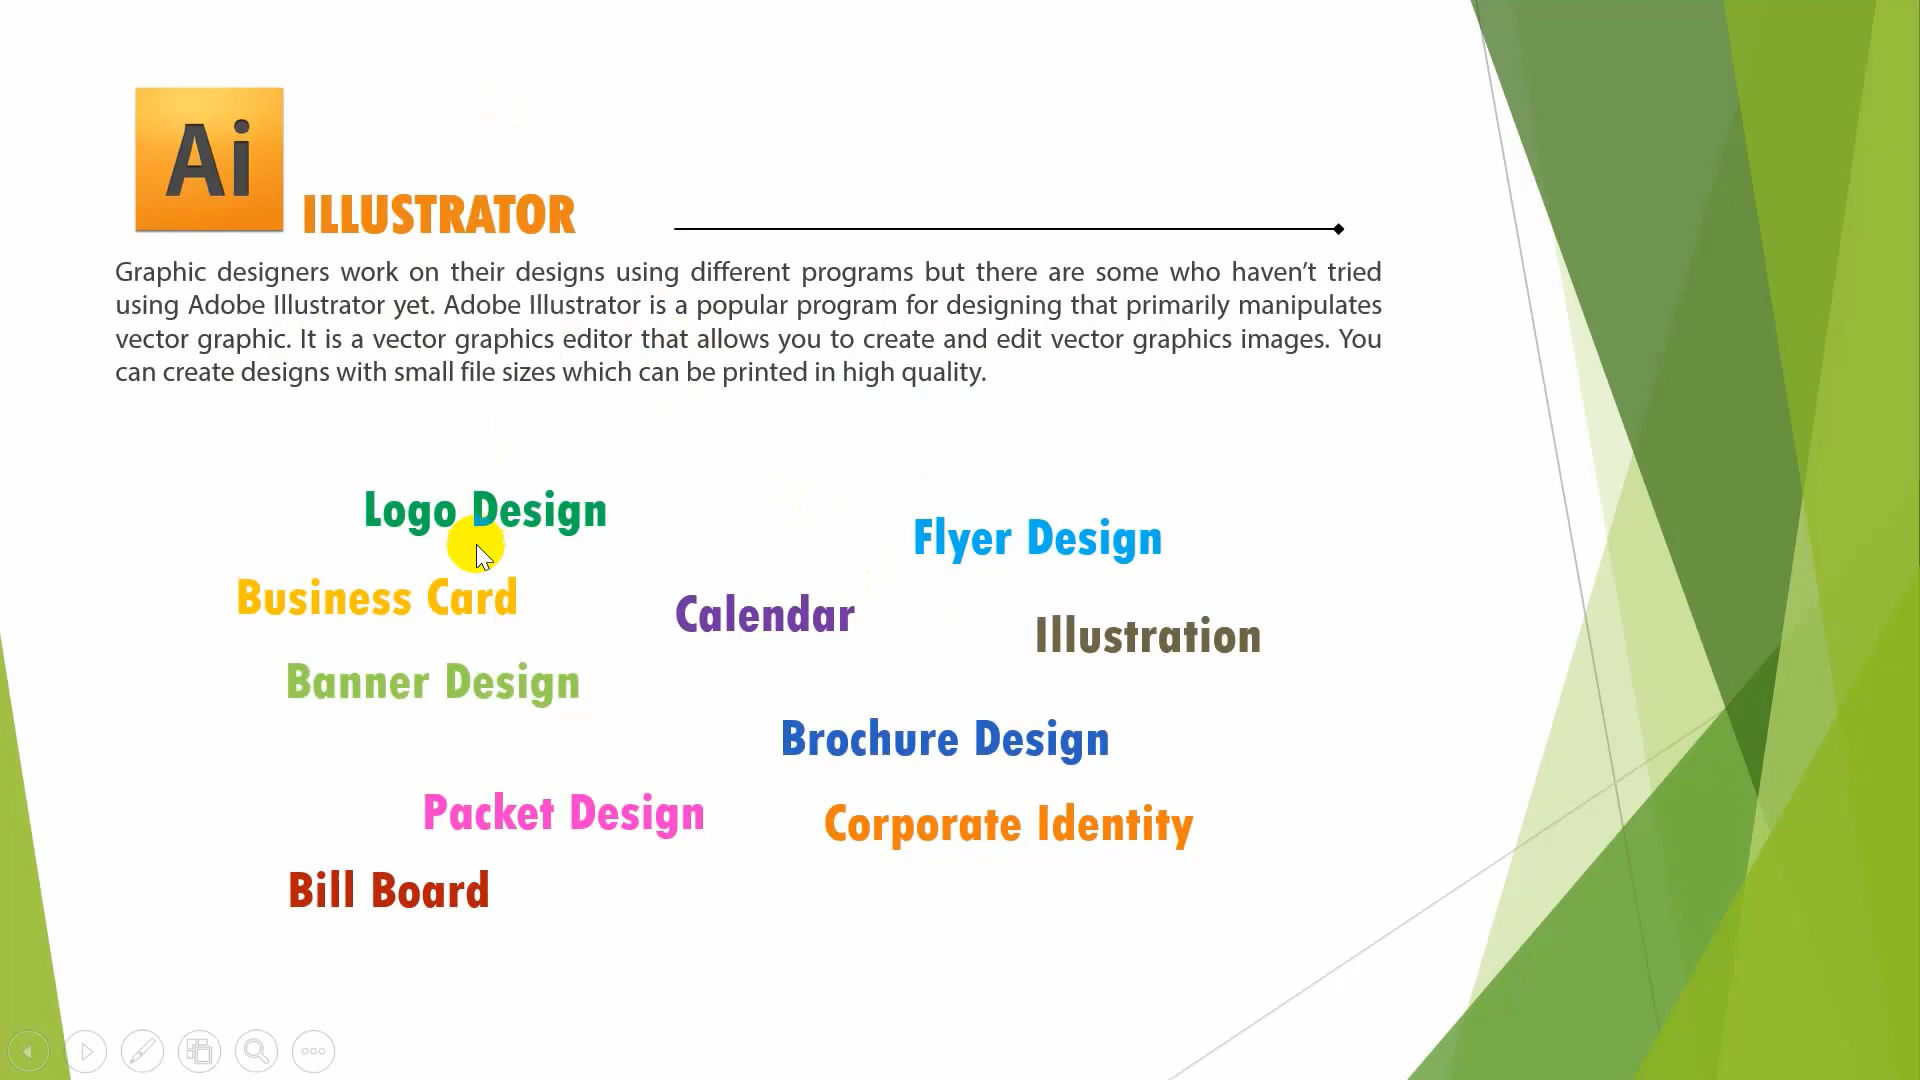 Ai
ILLUSTRATOR
Graphic designers work on their designs using different programs but there are some who haven’t tried
using Adobe Illustrator yet. Adobe Illustrator is a popular program for designing that primarily manipulates
vector graphic. It is a vector graphics editor that allows you to create and edit vector graphics images. You
can create designs with small file sizes which can be printed in high quality.
Logo Design
Flyer Design
Business Card
Calendar
Illustration
Banner Design
Brochure Design
Packet Design
Corporate Identity
Bill Board